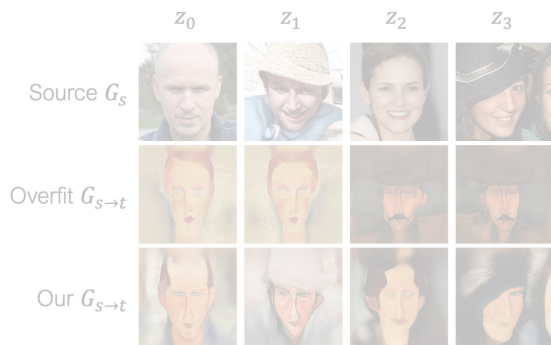 z₀ z₁ z₂ z₃
Source Gₛ
Overfit Gₛ→ₜ
Our Gₛ→ₜ